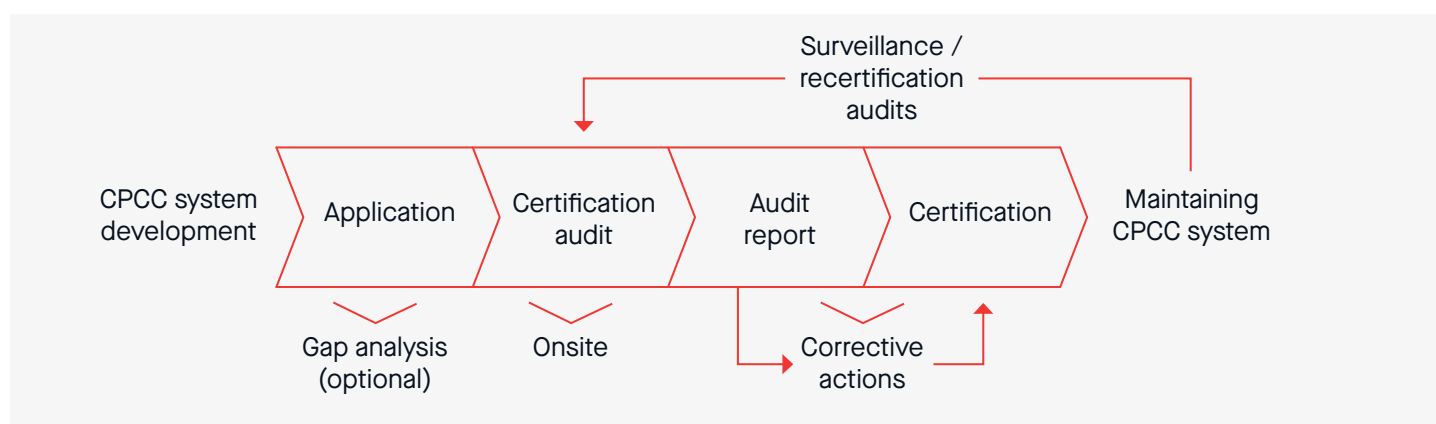 Surveillance /
recertification
audits
CPCC system
development
Application
Certification
audit
Audit
report
Certification
Maintaining
CPCC system
Gap analysis
(optional)
Onsite
Corrective
actions